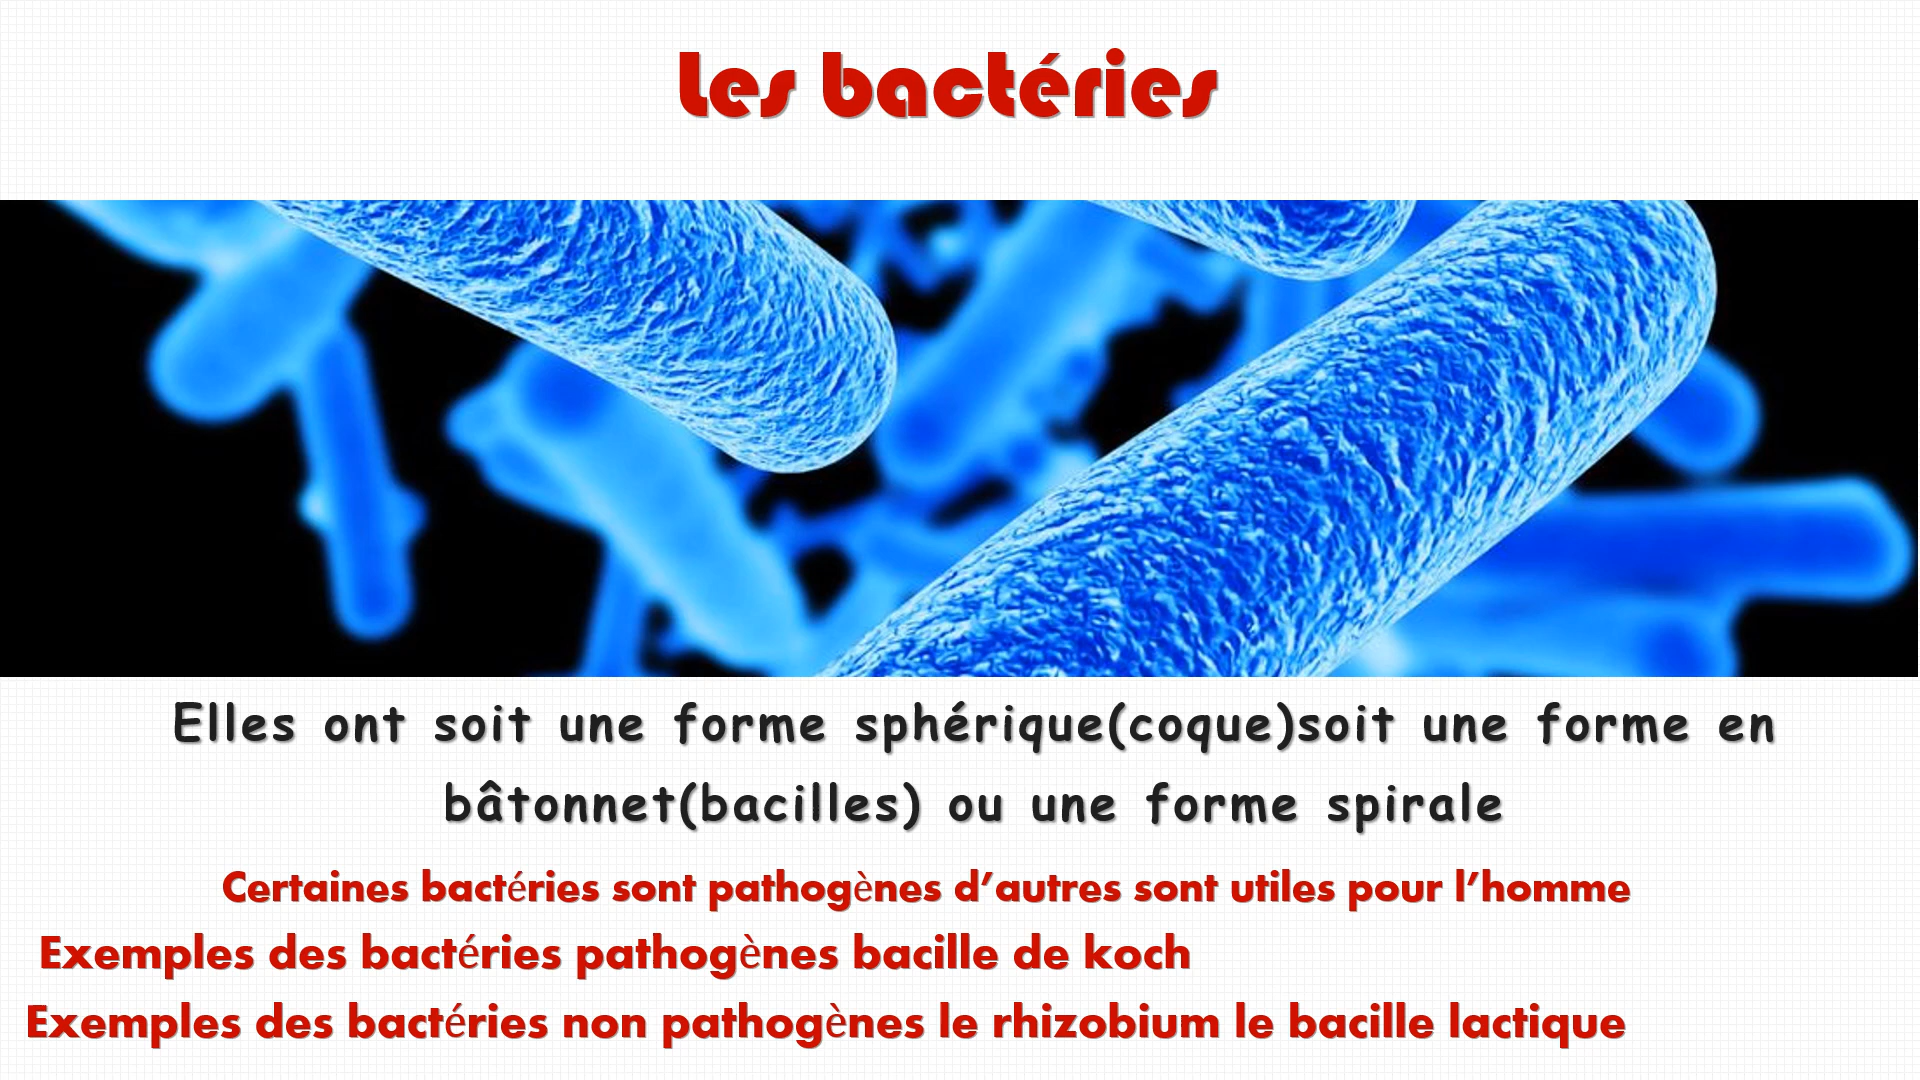 Les bactéries
Elles ont soit une forme sphérique(coque)soit une forme en
bâtonnet(bacilles) ou une forme spirale
Certaines bactéries sont pathogènes d’autres sont utiles pour l’homme
Exemples des bactéries pathogènes bacille de koch
Exemples des bactéries non pathogènes le rhizobium le bacille lactique